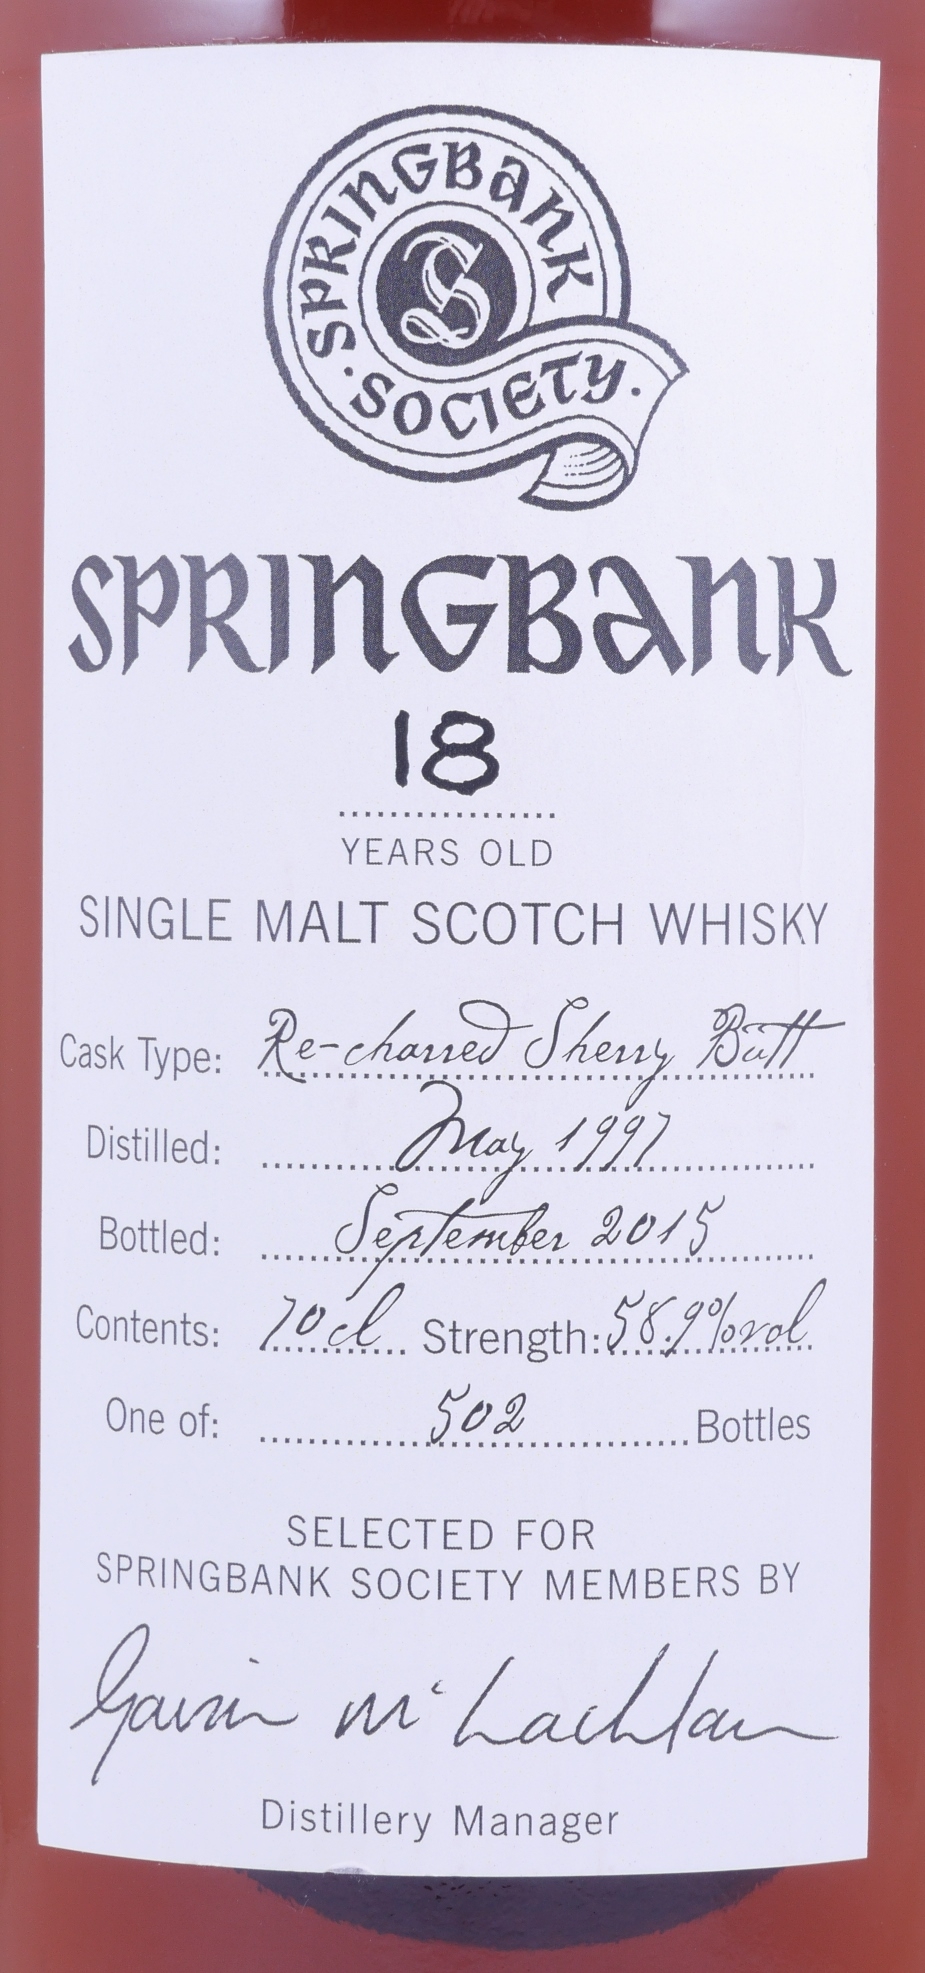 SPRINGBANK
· SOCIETY ·
S
SPRINGBANK
18
YEARS OLD
SINGLE MALT SCOTCH WHISKY
Cask Type: Re-charred Sherry Butt
Distilled: May 1997
Bottled: September 2015
Contents: 70cl Strength: 58.9%vol
One of: 502 Bottles
SELECTED FOR
SPRINGBANK SOCIETY MEMBERS BY
Gavin McLachlan
Distillery Manager